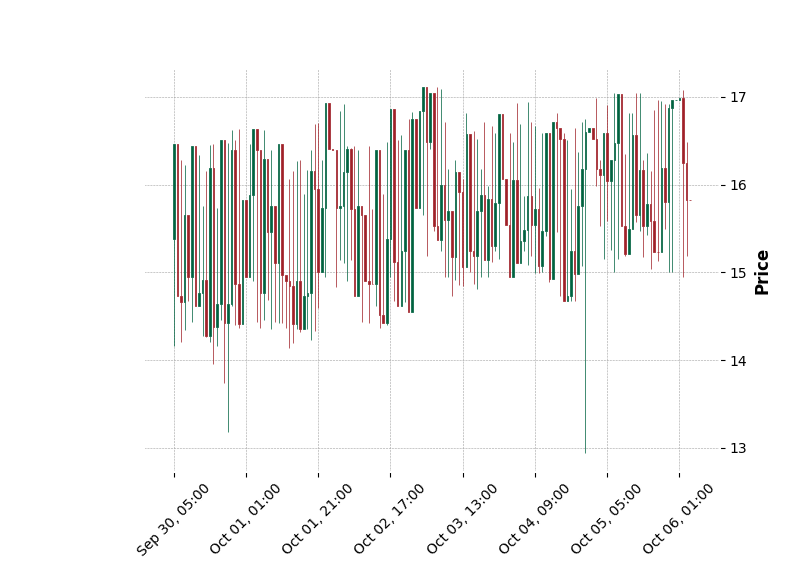 17
16
15
14
13
Price
Sep 30, 05:00
Oct 01, 01:00
Oct 01, 21:00
Oct 02, 17:00
Oct 03, 13:00
Oct 04, 09:00
Oct 05, 05:00
Oct 06, 01:00